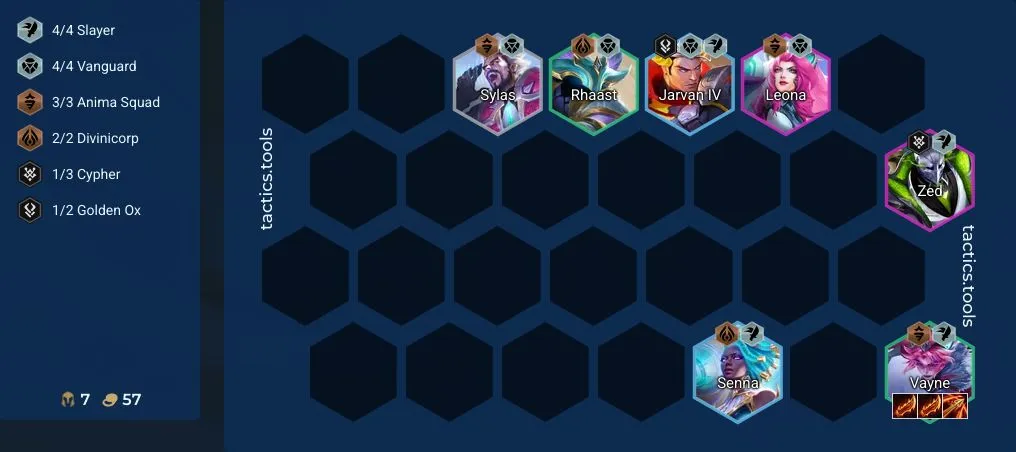 4/4 Slayer
4/4 Vanguard
3/3 Anima Squad
2/2 Divinicorp
1/3 Cypher
1/2 Golden Ox
7 57
tactics.tools
Sylas
Rhaast
Jarvan IV
Leona
Zed
tactics.tools
Senna
Vayne